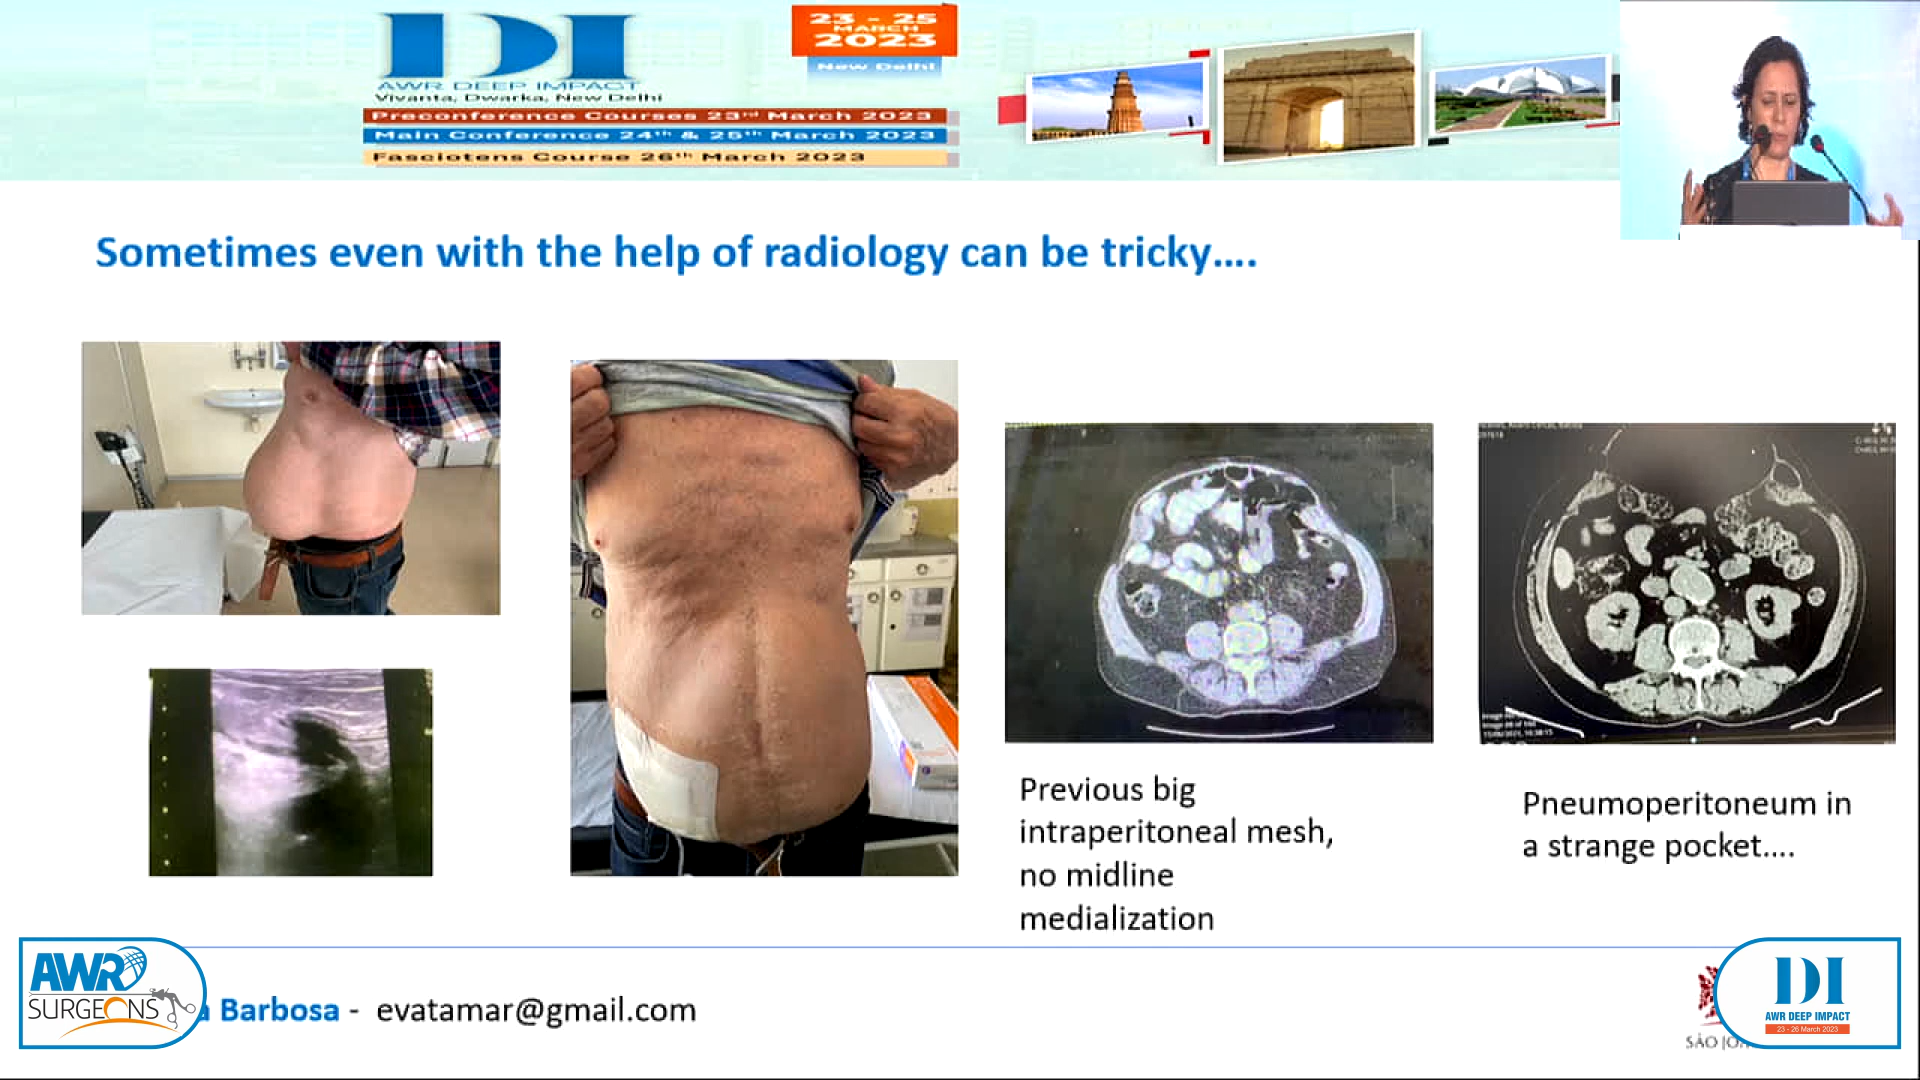 DI
AWR DEEP IMPACT
Vivanta, Dwarka, New Delhi
23 - 25
MARCH
2023
New Delhi
Preconference Courses 23rd March 2023
Main Conference 24th & 25th March 2023
Fasciotens Course 26th March 2023
Sometimes even with the help of radiology can be tricky....
Previous big
intraperitoneal mesh,
no midline
medialization
Pneumoperitoneum in
a strange pocket....
AWR
SURGEONS
a Barbosa - evatamar@gmail.com
SÃO JO
DI
AWR DEEP IMPACT
23 - 26 March 2023